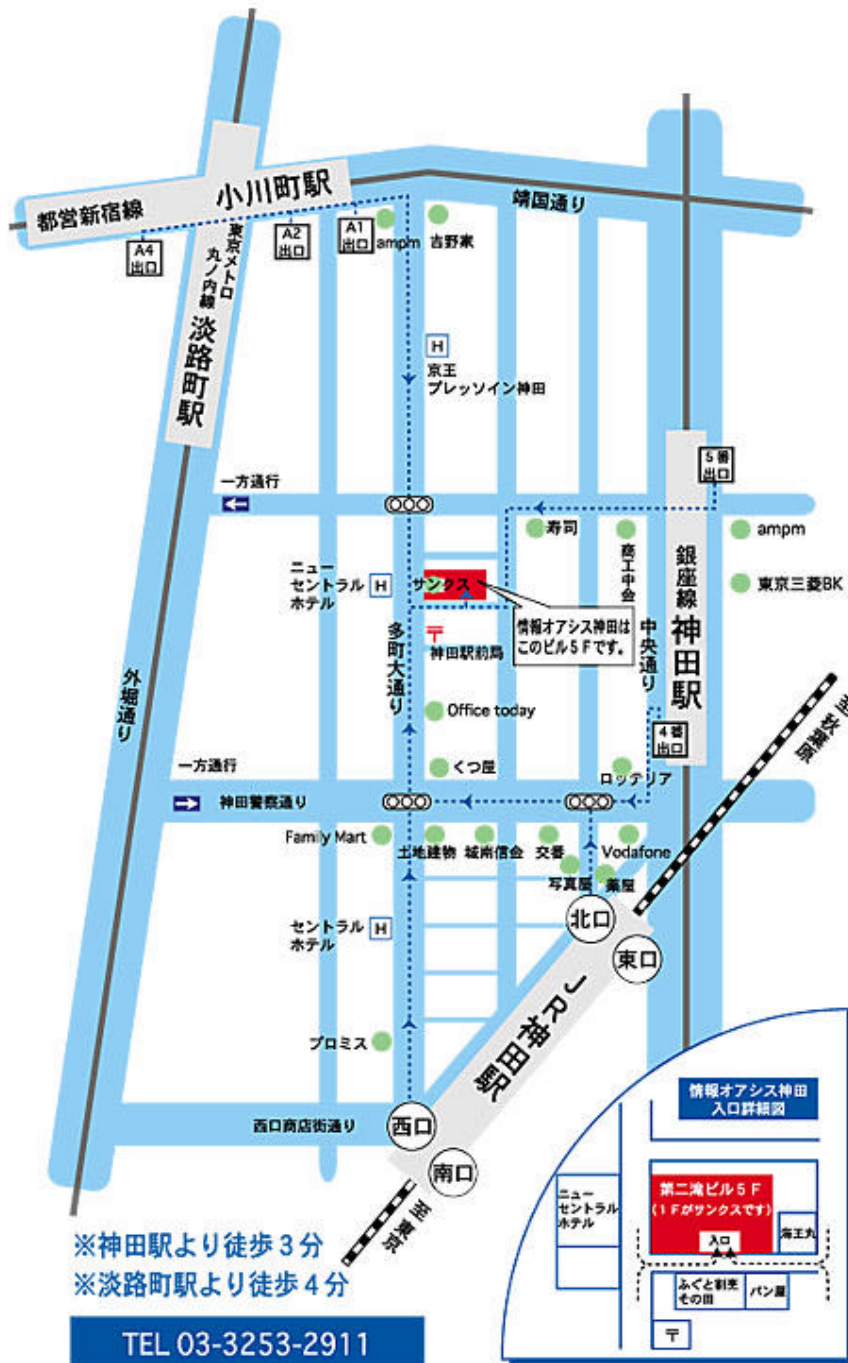 小川町駅
都営新宿線
靖国通り
A4
出口
A2
出口
A1
出口
ampm
吉野家
東京メトロ
丸ノ内線
淡路町駅
H
京王
プレッソイン神田
5番
出口
一方通行
寿司
商工中会
ampm
銀座線
神田駅
東京三菱BK
ニュー
セントラル
ホテル
H
サンクス
情報オアシス神田は
このビル5Fです。
〒
神田駅前局
中央通り
多町大通り
外堀通り
Office today
4番
出口
至秋葉原
くつ屋
ロッテリア
一方通行
神田警察通り
Family Mart
土地建物
城南信会
交番
Vodafone
写真屋
薬屋
北口
東口
セントラル
ホテル
H
JR神田駅
プロミス
西口商店街通り
西口
南口
至東京
情報オアシス神田
入口詳細図
ニュー
セントラル
ホテル
第二滝ビル5F
(1Fがサンクスです)
入口
海王丸
ふぐと割烹
その田
パン屋
〒
※神田駅より徒歩3分
※淡路町駅より徒歩4分
TEL 03-3253-2911